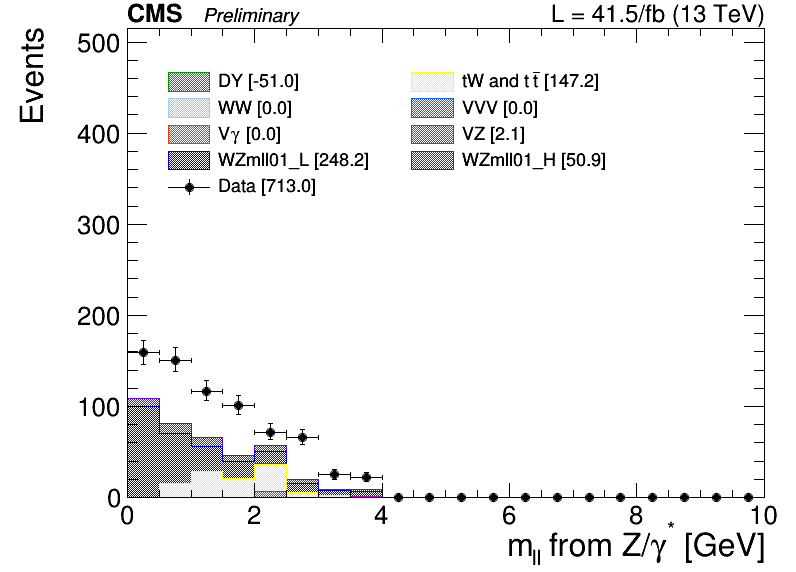 CMS Preliminary L = 41.5/fb (13 TeV)
Events
500
400
300
200
100
0
DY [-51.0] tW and t t̄ [147.2]
WW [0.0] VVV [0.0]
Vγ [0.0] VZ [2.1]
WZmll01_L [248.2] WZmll01_H [50.9]
Data [713.0]
0 2 4 6 8 10
m_ll from Z/γ* [GeV]